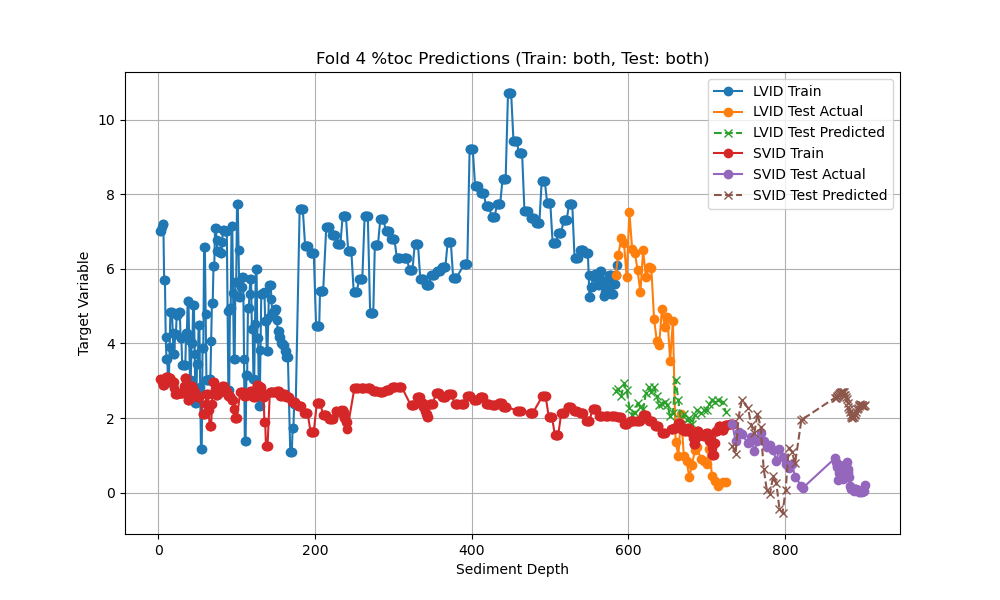 Fold 4 %toc Predictions (Train: both, Test: both)
LVID Train
LVID Test Actual
LVID Test Predicted
SVID Train
SVID Test Actual
SVID Test Predicted
Target Variable
10
8
6
4
2
0
0 200 400 600 800
Sediment Depth